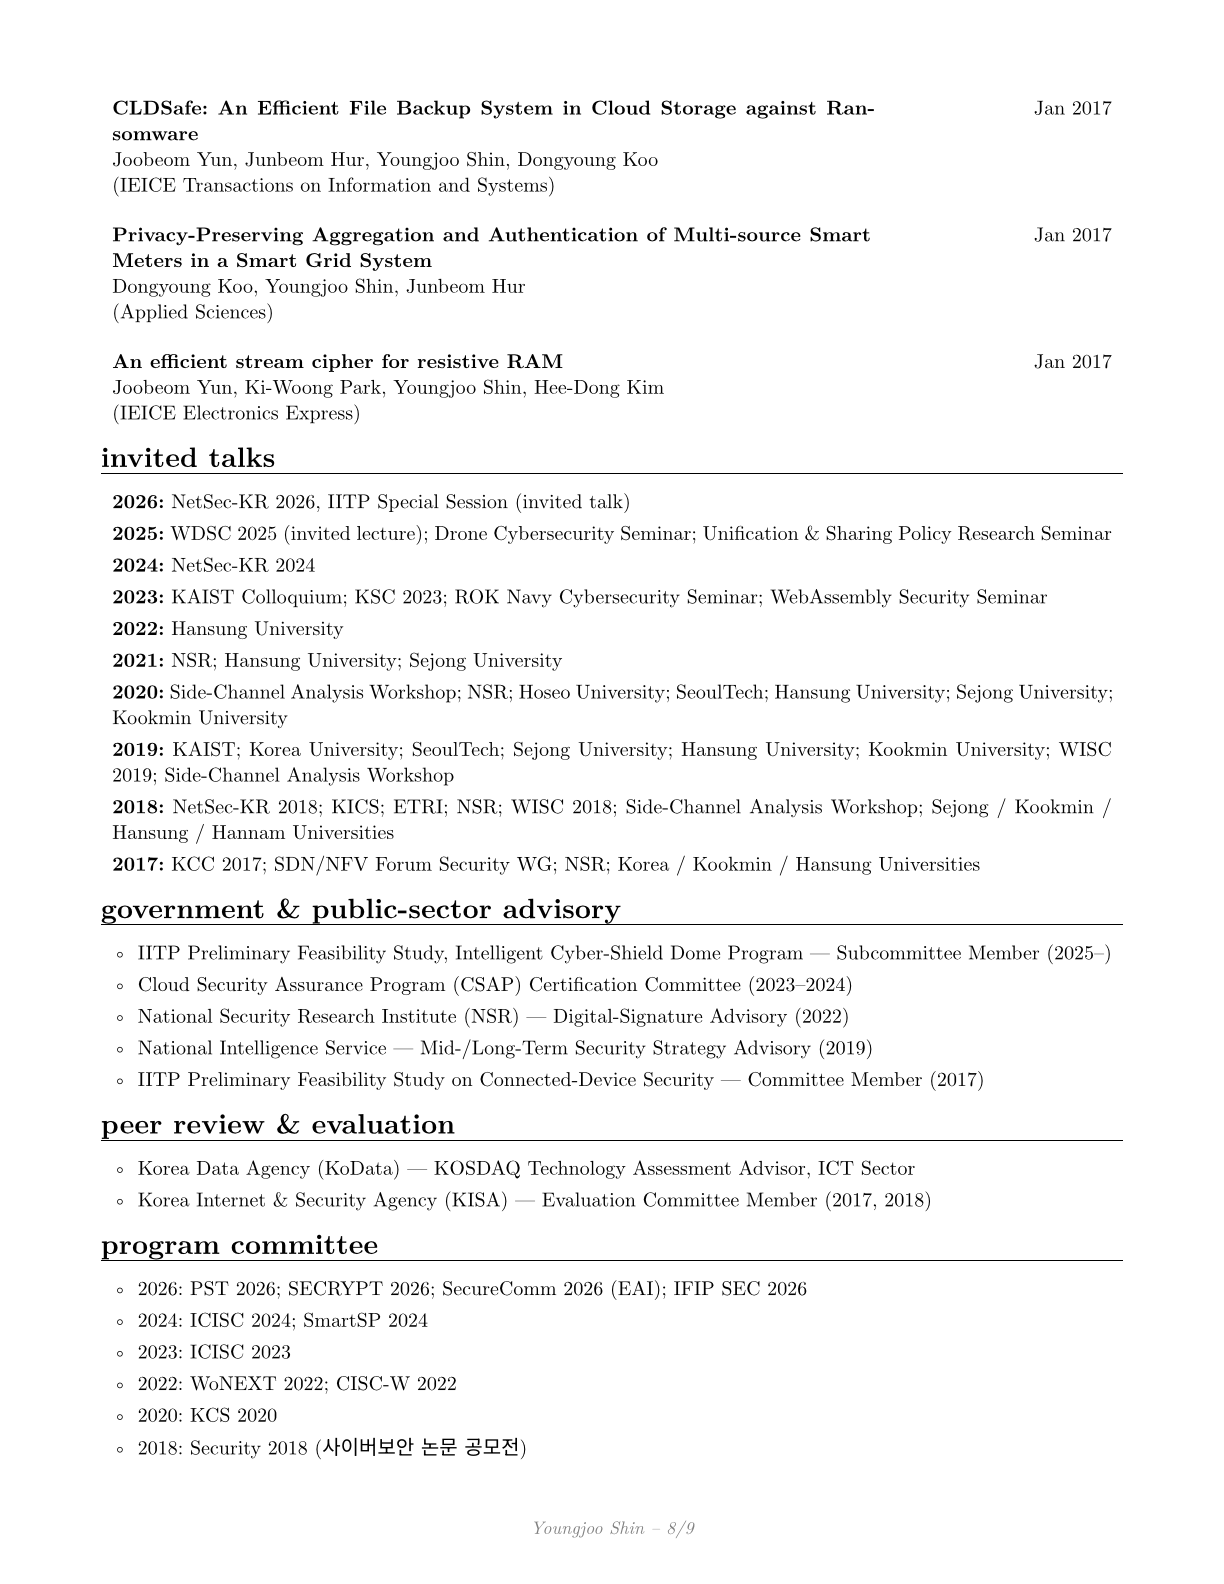 CLDSafe: An Efficient File Backup System in Cloud Storage against Ran-
somware
Jan 2017
Joobeom Yun, Junbeom Hur, Youngjoo Shin, Dongyoung Koo
(IEICE Transactions on Information and Systems)
Privacy-Preserving Aggregation and Authentication of Multi-source Smart
Meters in a Smart Grid System
Jan 2017
Dongyoung Koo, Youngjoo Shin, Junbeom Hur
(Applied Sciences)
An efficient stream cipher for resistive RAM
Jan 2017
Joobeom Yun, Ki-Woong Park, Youngjoo Shin, Hee-Dong Kim
(IEICE Electronics Express)
invited talks
2026: NetSec-KR 2026, IITP Special Session (invited talk)
2025: WDSC 2025 (invited lecture); Drone Cybersecurity Seminar; Unification & Sharing Policy Research Seminar
2024: NetSec-KR 2024
2023: KAIST Colloquium; KSC 2023; ROK Navy Cybersecurity Seminar; WebAssembly Security Seminar
2022: Hansung University
2021: NSR; Hansung University; Sejong University
2020: Side-Channel Analysis Workshop; NSR; Hoseo University; SeoulTech; Hansung University; Sejong University;
Kookmin University
2019: KAIST; Korea University; SeoulTech; Sejong University; Hansung University; Kookmin University; WISC
2019; Side-Channel Analysis Workshop
2018: NetSec-KR 2018; KICS; ETRI; NSR; WISC 2018; Side-Channel Analysis Workshop; Sejong / Kookmin /
Hansung / Hannam Universities
2017: KCC 2017; SDN/NFV Forum Security WG; NSR; Korea / Kookmin / Hansung Universities
government & public-sector advisory
◦ IITP Preliminary Feasibility Study, Intelligent Cyber-Shield Dome Program — Subcommittee Member (2025–)
◦ Cloud Security Assurance Program (CSAP) Certification Committee (2023–2024)
◦ National Security Research Institute (NSR) — Digital-Signature Advisory (2022)
◦ National Intelligence Service — Mid-/Long-Term Security Strategy Advisory (2019)
◦ IITP Preliminary Feasibility Study on Connected-Device Security — Committee Member (2017)
peer review & evaluation
◦ Korea Data Agency (KoData) — KOSDAQ Technology Assessment Advisor, ICT Sector
◦ Korea Internet & Security Agency (KISA) — Evaluation Committee Member (2017, 2018)
program committee
◦ 2026: PST 2026; SECRYPT 2026; SecureComm 2026 (EAI); IFIP SEC 2026
◦ 2024: ICISC 2024; SmartSP 2024
◦ 2023: ICISC 2023
◦ 2022: WoNEXT 2022; CISC-W 2022
◦ 2020: KCS 2020
◦ 2018: Security 2018 (사이버보안 논문 공모전)
Youngjoo Shin – 8/9